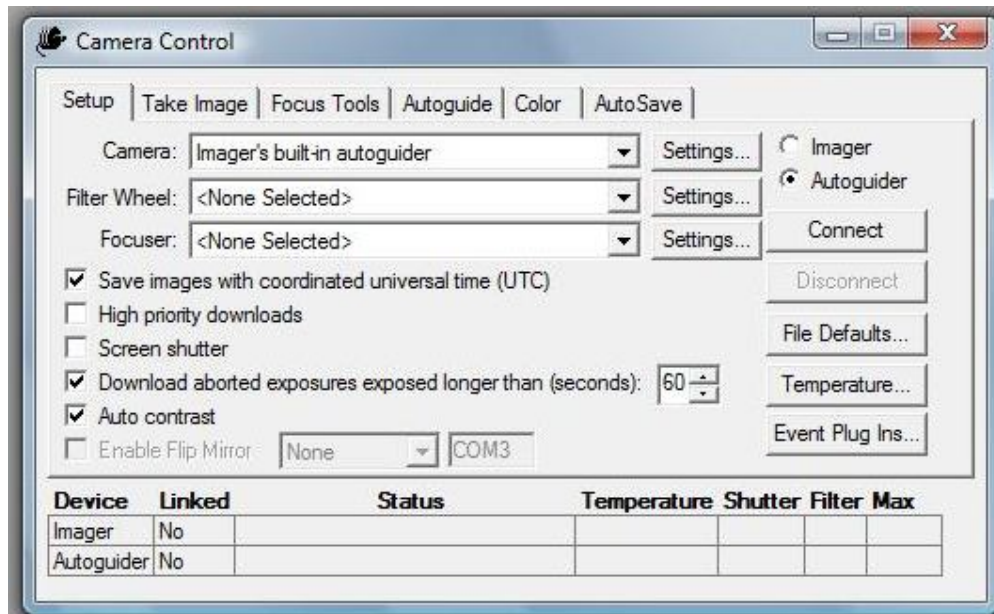 Camera Control
Setup Take Image Focus Tools Autoguide Color AutoSave
Camera: Imager's built-in autoguider Settings... Imager
Autoguider
Filter Wheel: <None Selected> Settings...
Focuser: <None Selected> Settings... Connect
Save images with coordinated universal time (UTC) Disconnect
High priority downloads
Screen shutter File Defaults...
Download aborted exposures exposed longer than (seconds): 60 Temperature...
Auto contrast
Enable Flip Mirror None COM3 Event Plug Ins...
Device Linked Status Temperature Shutter Filter Max
Imager No
Autoguider No